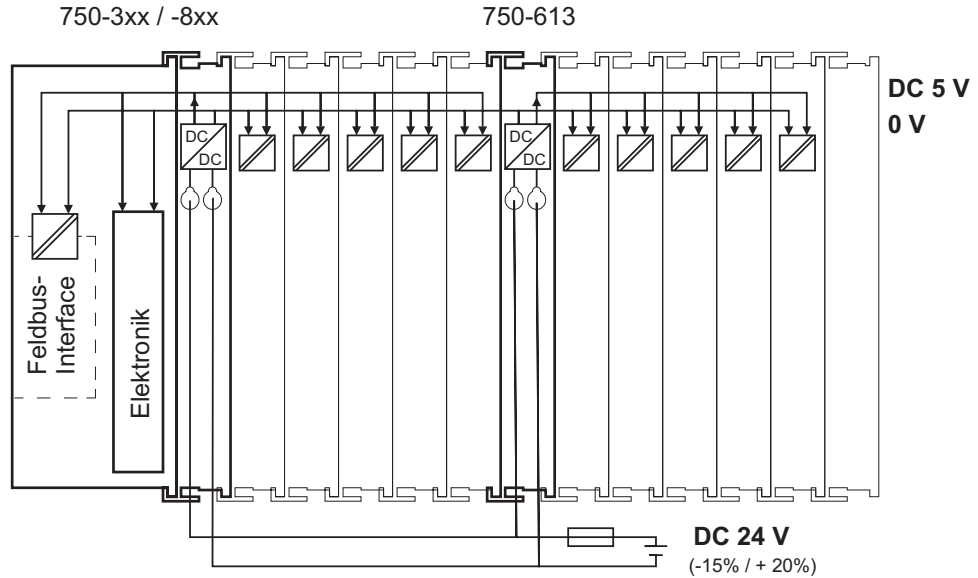 750-3xx / -8xx
750-613
DC 5 V
0 V
DC
DC
DC
DC
Feldbus-
Interface
Elektronik
DC 24 V
(-15% / + 20%)